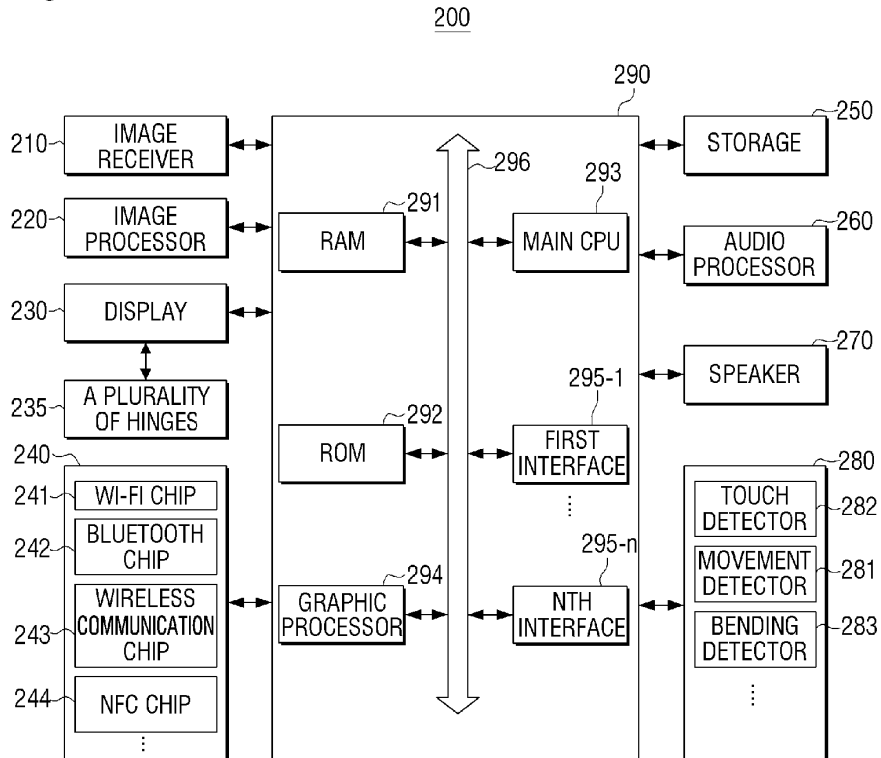 200
290
210
IMAGE
RECEIVER
220
IMAGE
PROCESSOR
230
DISPLAY
235
A PLURALITY
OF HINGES
240
241
WI-FI CHIP
242
BLUETOOTH
CHIP
243
WIRELESS
COMMUNICATION
CHIP
244
NFC CHIP
291
RAM
292
ROM
294
GRAPHIC
PROCESSOR
296
293
MAIN CPU
295-1
FIRST
INTERFACE
295-n
NTH
INTERFACE
250
STORAGE
260
AUDIO
PROCESSOR
270
SPEAKER
280
TOUCH
DETECTOR
282
MOVEMENT
DETECTOR
281
BENDING
DETECTOR
283